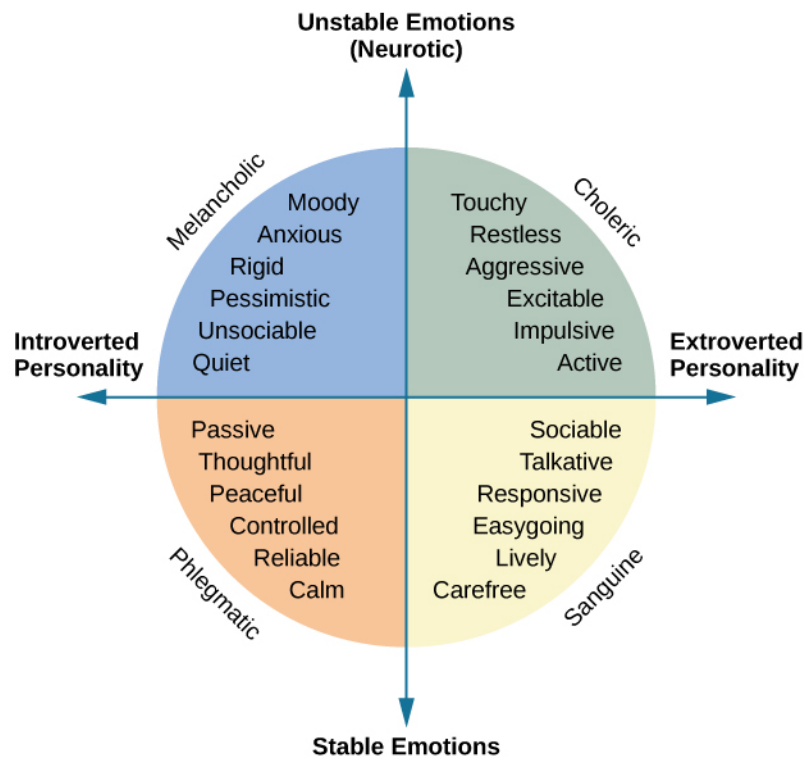 Unstable Emotions
(Neurotic)
Melancholic
Choleric
Moody
Anxious
Rigid
Pessimistic
Unsociable
Quiet
Touchy
Restless
Aggressive
Excitable
Impulsive
Active
Introverted
Personality
Extroverted
Personality
Passive
Thoughtful
Peaceful
Controlled
Reliable
Calm
Sociable
Talkative
Responsive
Easygoing
Lively
Carefree
Phlegmatic
Sanguine
Stable Emotions